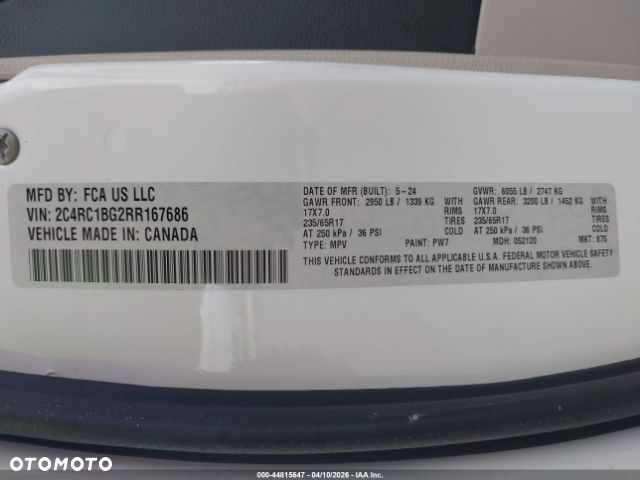 MFD BY: FCA US LLC
VIN: 2C4RC1BG2RR167686
VEHICLE MADE IN: CANADA
DATE OF MFR (BUILT): 5-24 GVWR: 6055 LB / 2747 KG
GAWR FRONT: 2950 LB / 1339 KG GAWR REAR: 3200 LB / 1452 KG
17X7.0 RIMS 17X7.0 RIMS
235/65R17 TIRES 235/65R17 TIRES
AT 250 kPa / 36 PSI COLD AT 250 kPa / 36 PSI COLD
TYPE: MPV PAINT: PW7 MDH: 052120 MKT: 875
THIS VEHICLE CONFORMS TO ALL APPLICABLE U.S.A. FEDERAL MOTOR VEHICLE SAFETY
STANDARDS IN EFFECT ON THE DATE OF MANUFACTURE SHOWN ABOVE.
OTOMOTO
000-44815647 - 04/10/2026 - IAA Inc.
OTOMOTO